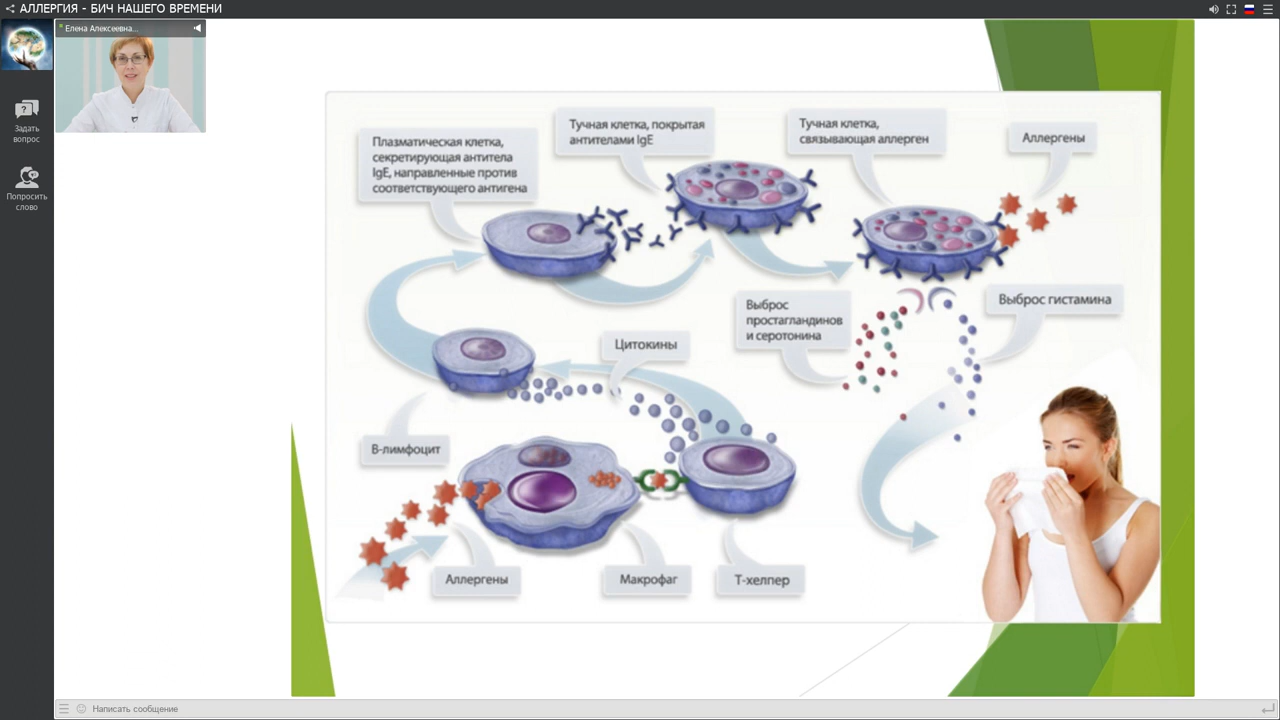 АЛЛЕРГИЯ - БИЧ НАШЕГО ВРЕМЕНИ
Елена Алексеевна...
Задать
вопрос
Попросить
слово
Плазматическая клетка,
секретирующая антитела
IgE, направленные против
соответствующего антигена
Тучная клетка, покрытая
антителами IgE
Тучная клетка,
связывающая аллерген
Аллергены
Выброс
простагландинов
и серотонина
Выброс гистамина
Цитокины
В-лимфоцит
Аллергены
Макрофаг
Т-хелпер
Написать сообщение